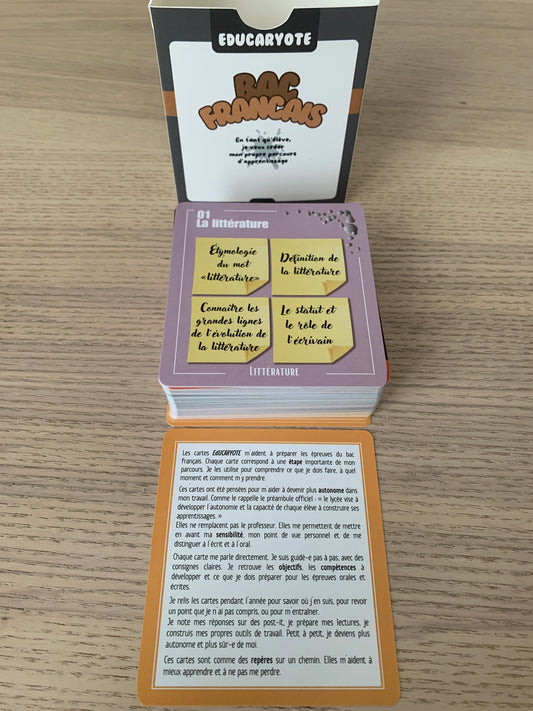 EDUCARYOTE
BAC
FRANCAIS
En tant qu'élève,
je veux créer
mon propre parcours
d'apprentissage
01
La littérature
Étymologie
du mot
«littérature»
Définition de
la littérature
Connaître les
grandes lignes
de l'évolution de
la littérature
Le statut et
le rôle de
l'écrivain
LITTÉRATURE
Les cartes EDUCARYOTE m'aident à préparer les épreuves du bac
français. Chaque carte correspond à une étape importante de mon
parcours. Je les utilise pour comprendre ce que je dois faire, à quel
moment et comment m'y prendre.
Ces cartes ont été pensées pour m'aider à devenir plus autonome dans
mon travail. Comme le rappelle le préambule officiel : « le lycée vise à
développer l'autonomie et la capacité de chaque élève à construire ses
apprentissages. »
Elles ne remplacent pas le professeur. Elles me permettent de mettre
en avant ma sensibilité, mon point de vue personnel et de me
distinguer à l'écrit et à l'oral.
Chaque carte me parle directement. Je suis guidé-e pas à pas, avec des
consignes claires. Je retrouve les objectifs, les compétences à
développer et ce que je dois préparer pour les épreuves orales et
écrites.
Je relis les cartes pendant l'année pour savoir où j'en suis, pour revoir
un point que je n'ai pas compris, ou pour m'entraîner.
Je note mes réponses sur des post-it, je prépare mes lectures, je
construis mes propres outils de travail. Petit à petit, je deviens plus
autonome et plus sûr-e de moi.
Ces cartes sont comme des repères sur un chemin. Elles m'aident à
mieux apprendre et à ne pas me perdre.